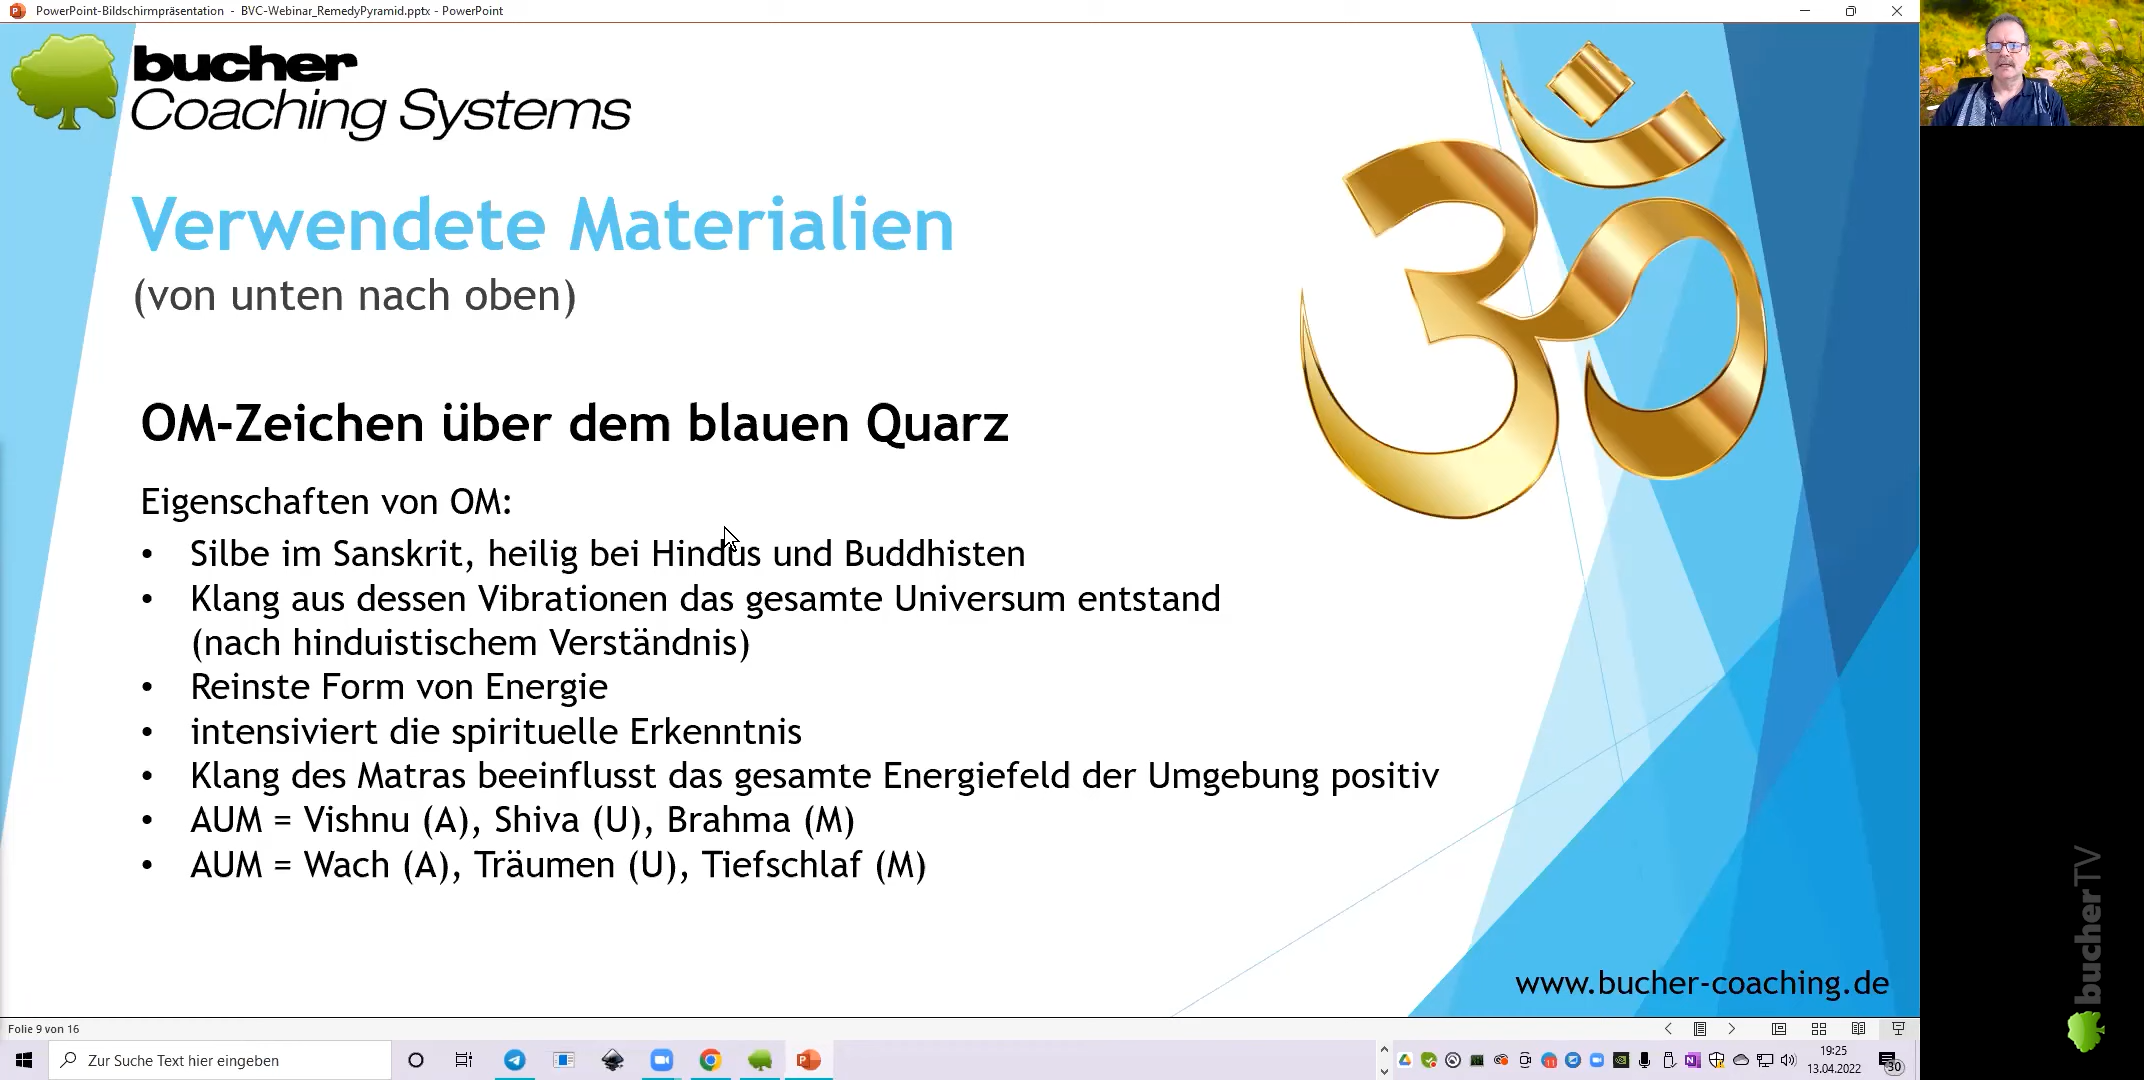 PowerPoint-Bildschirmpräsentation - BVC-Webinar_RemedyPyramid.pptx - PowerPoint
bucher
Coaching Systems
Verwendete Materialien
(von unten nach oben)
OM-Zeichen über dem blauen Quarz
Eigenschaften von OM:
• Silbe im Sanskrit, heilig bei Hindus und Buddhisten
• Klang aus dessen Vibrationen das gesamte Universum entstand
(nach hinduistischem Verständnis)
• Reinste Form von Energie
• intensiviert die spirituelle Erkenntnis
• Klang des Matras beeinflusst das gesamte Energiefeld der Umgebung positiv
• AUM = Vishnu (A), Shiva (U), Brahma (M)
• AUM = Wach (A), Träumen (U), Tiefschlaf (M)
www.bucher-coaching.de
bucherTV
Folie 9 von 16
Zur Suche Text hier eingeben
19:25
13.04.2022
30